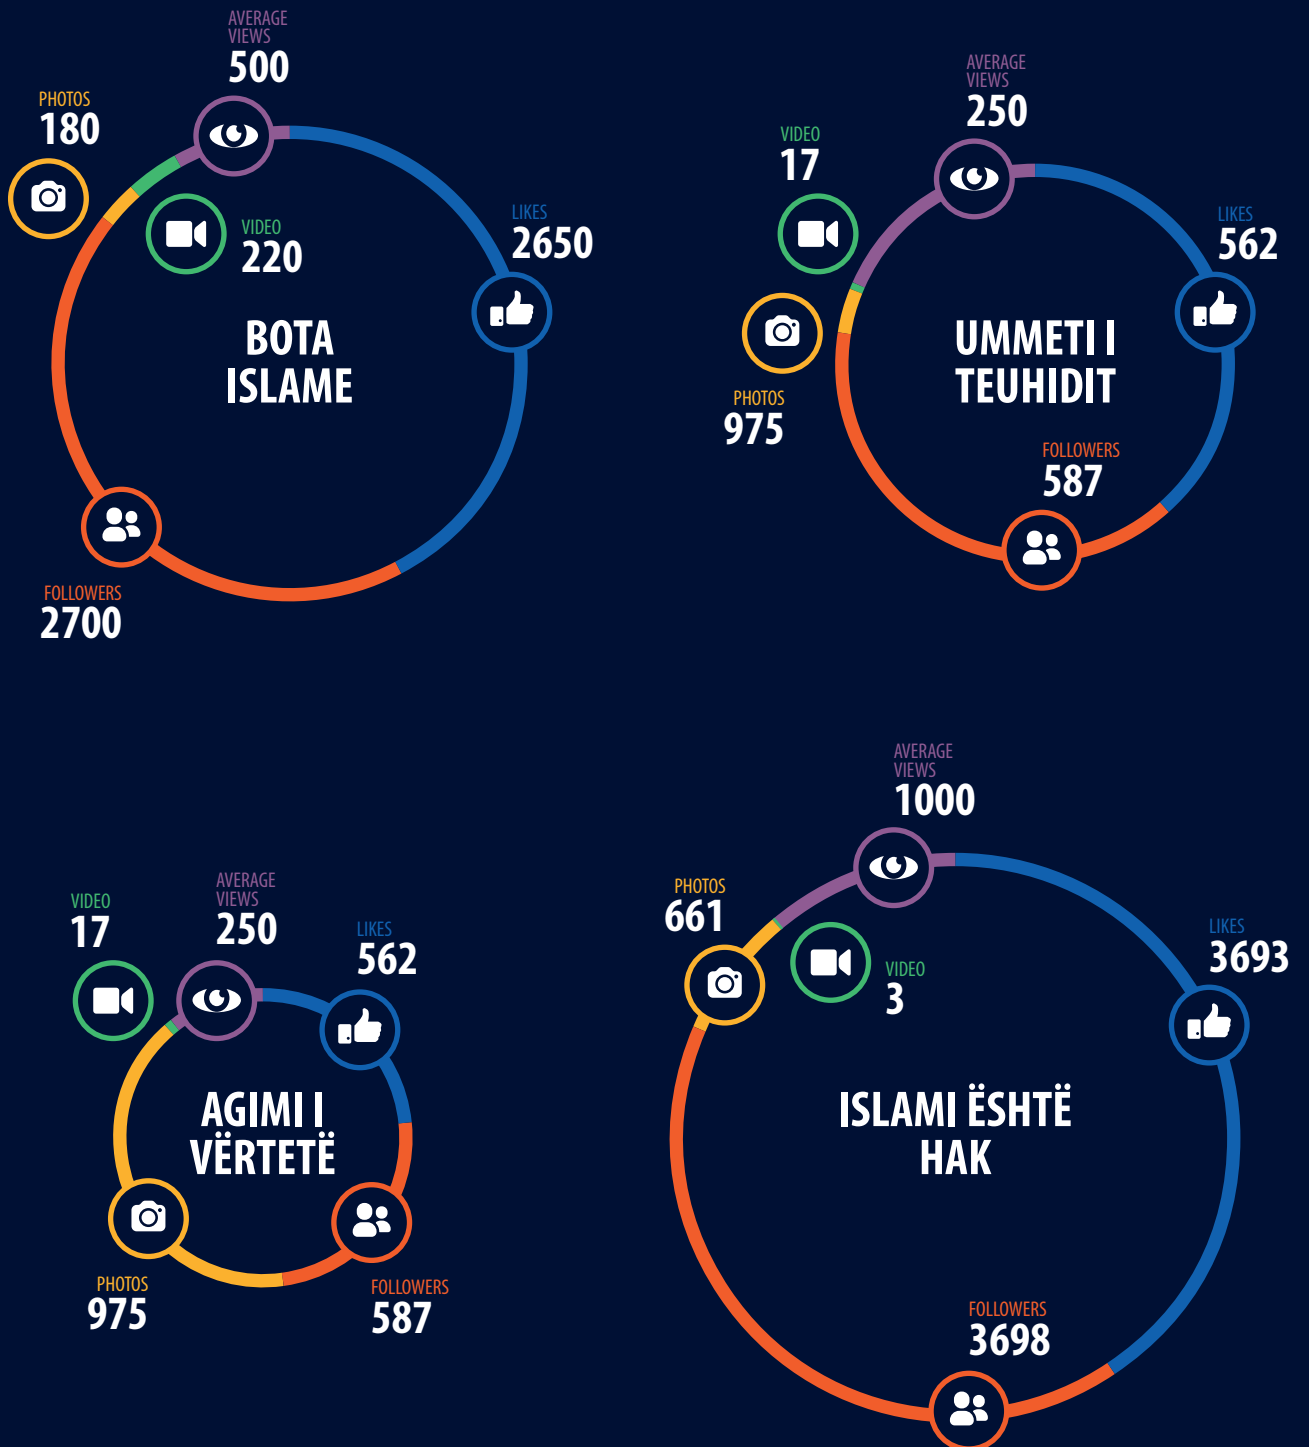 AVERAGE
VIEWS
500
PHOTOS
180
VIDEO
220
LIKES
2650
BOTA
ISLAME
FOLLOWERS
2700
AVERAGE
VIEWS
250
VIDEO
17
LIKES
562
PHOTOS
975
UMMETI I
TEUHIDIT
FOLLOWERS
587
VIDEO
17
AVERAGE
VIEWS
250
LIKES
562
AGIMI I
VËRTETË
PHOTOS
975
FOLLOWERS
587
AVERAGE
VIEWS
1000
PHOTOS
661
VIDEO
3
LIKES
3693
ISLAMI ËSHTË
HAK
FOLLOWERS
3698